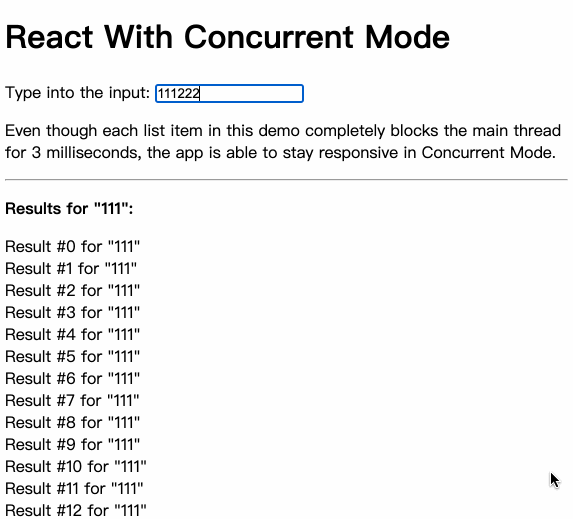 React With Concurrent Mode
Type into the input: 111222
Even though each list item in this demo completely blocks the main thread
for 3 milliseconds, the app is able to stay responsive in Concurrent Mode.
Results for "111":
Result #0 for "111"
Result #1 for "111"
Result #2 for "111"
Result #3 for "111"
Result #4 for "111"
Result #5 for "111"
Result #6 for "111"
Result #7 for "111"
Result #8 for "111"
Result #9 for "111"
Result #10 for "111"
Result #11 for "111"
Result #12 for "111"